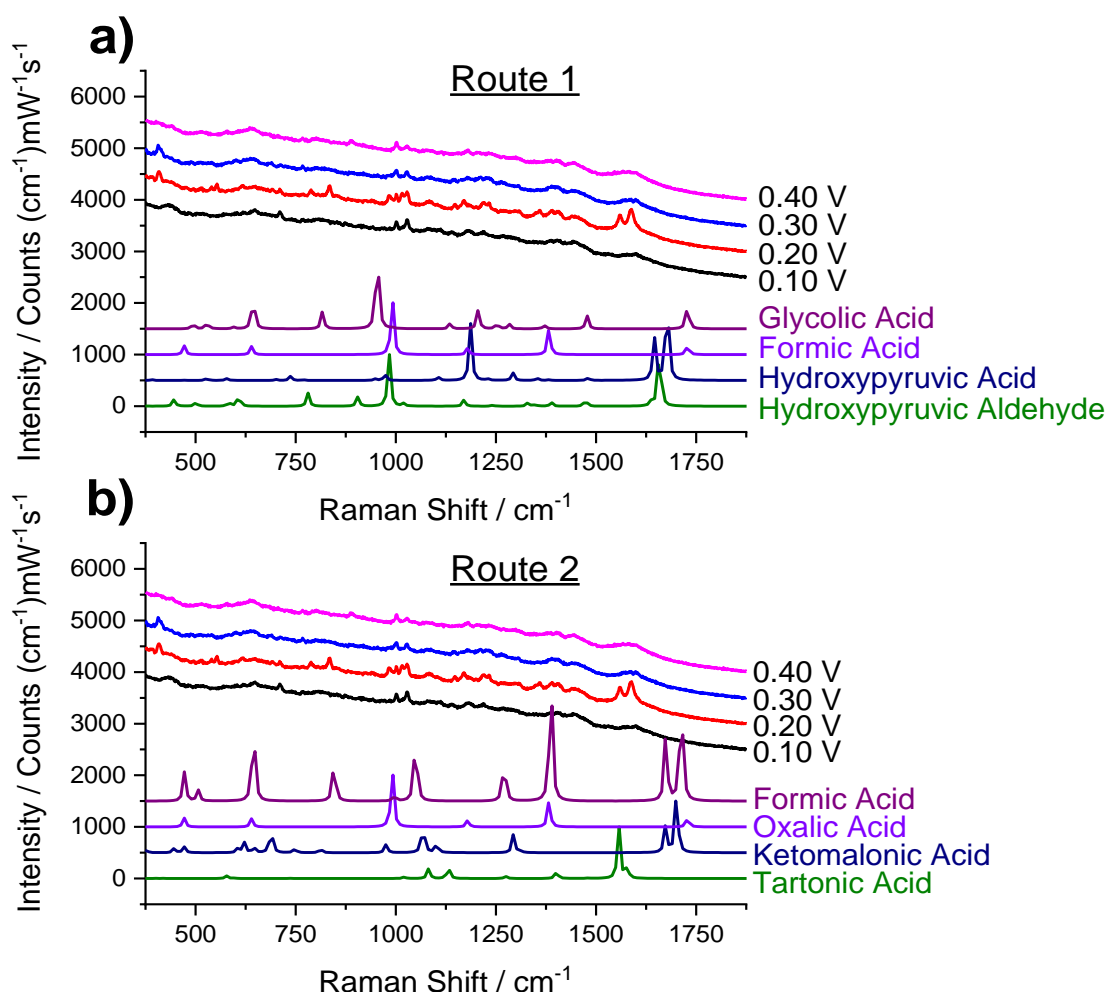 a)
Route 1
Intensity / Counts (cm⁻¹)mW⁻¹s⁻¹
6000
5000
4000
3000
2000
1000
0
0.40 V
0.30 V
0.20 V
0.10 V
Glycolic Acid
Formic Acid
Hydroxypyruvic Acid
Hydroxypyruvic Aldehyde
500 750 1000 1250 1500 1750
Raman Shift / cm⁻¹
b)
Route 2
Intensity / Counts (cm⁻¹)mW⁻¹s⁻¹
6000
5000
4000
3000
2000
1000
0
0.40 V
0.30 V
0.20 V
0.10 V
Formic Acid
Oxalic Acid
Ketomalonic Acid
Tartonic Acid
500 750 1000 1250 1500 1750
Raman Shift / cm⁻¹